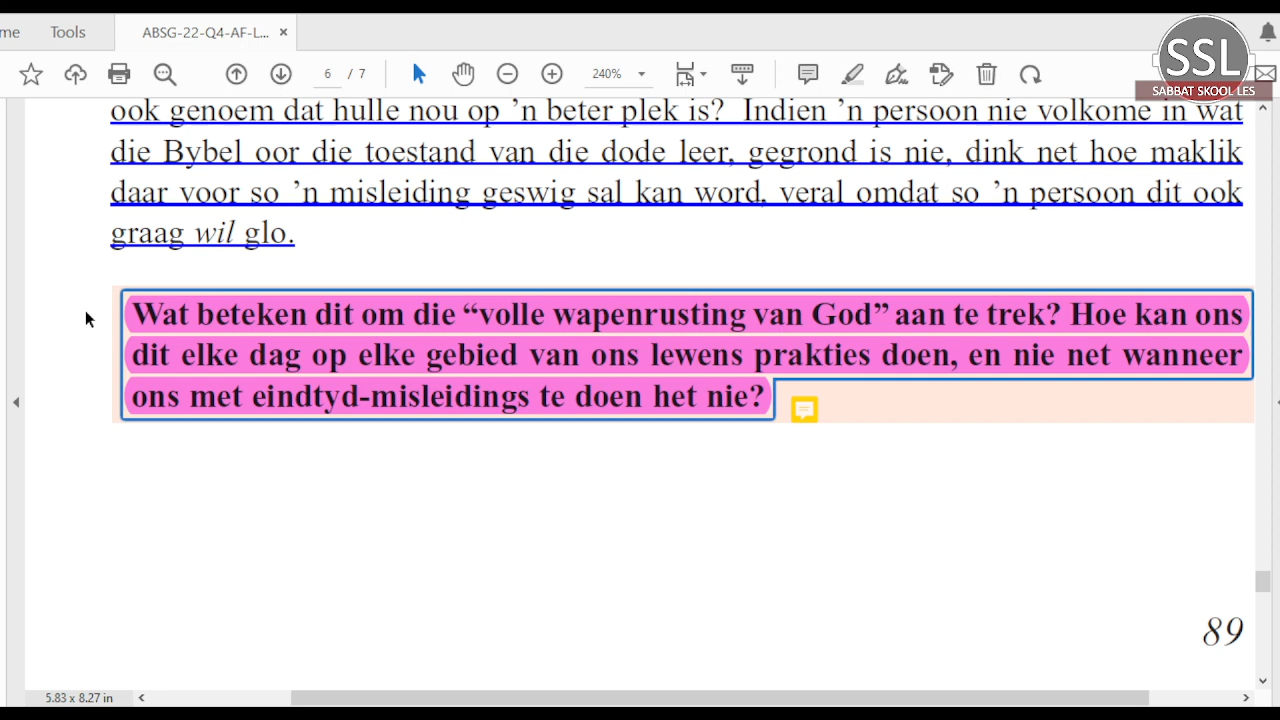 me
Tools
ABSG-22-Q4-AF-L... ×
6 / 7
240%
SSL
SABBAT SKOOL LES
ook genoem dat hulle nou op ’n beter plek is? Indien ’n persoon nie volkome in wat
die Bybel oor die toestand van die dode leer, gegrond is nie, dink net hoe maklik
daar voor so ’n misleiding geswig sal kan word, veral omdat so ’n persoon dit ook
graag wil glo.
Wat beteken dit om die “volle wapenrusting van God” aan te trek? Hoe kan ons
dit elke dag op elke gebied van ons lewens prakties doen, en nie net wanneer
ons met eindtyd-misleidings te doen het nie?
89
5.83 x 8.27 in